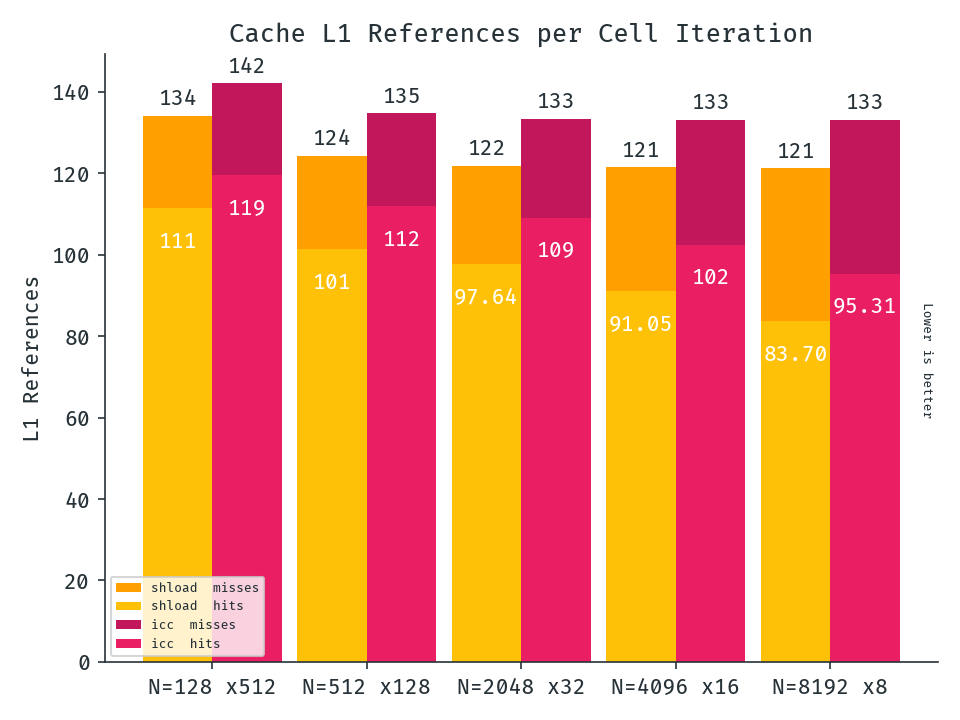 Cache L1 References per Cell Iteration
L1 References
140
120
100
80
60
40
20
0
134
142
111
119
124
135
101
112
122
133
97.64
109
121
133
91.05
102
121
133
83.70
95.31
shload misses
shload hits
icc misses
icc hits
N=128 x512
N=512 x128
N=2048 x32
N=4096 x16
N=8192 x8
Lower is better